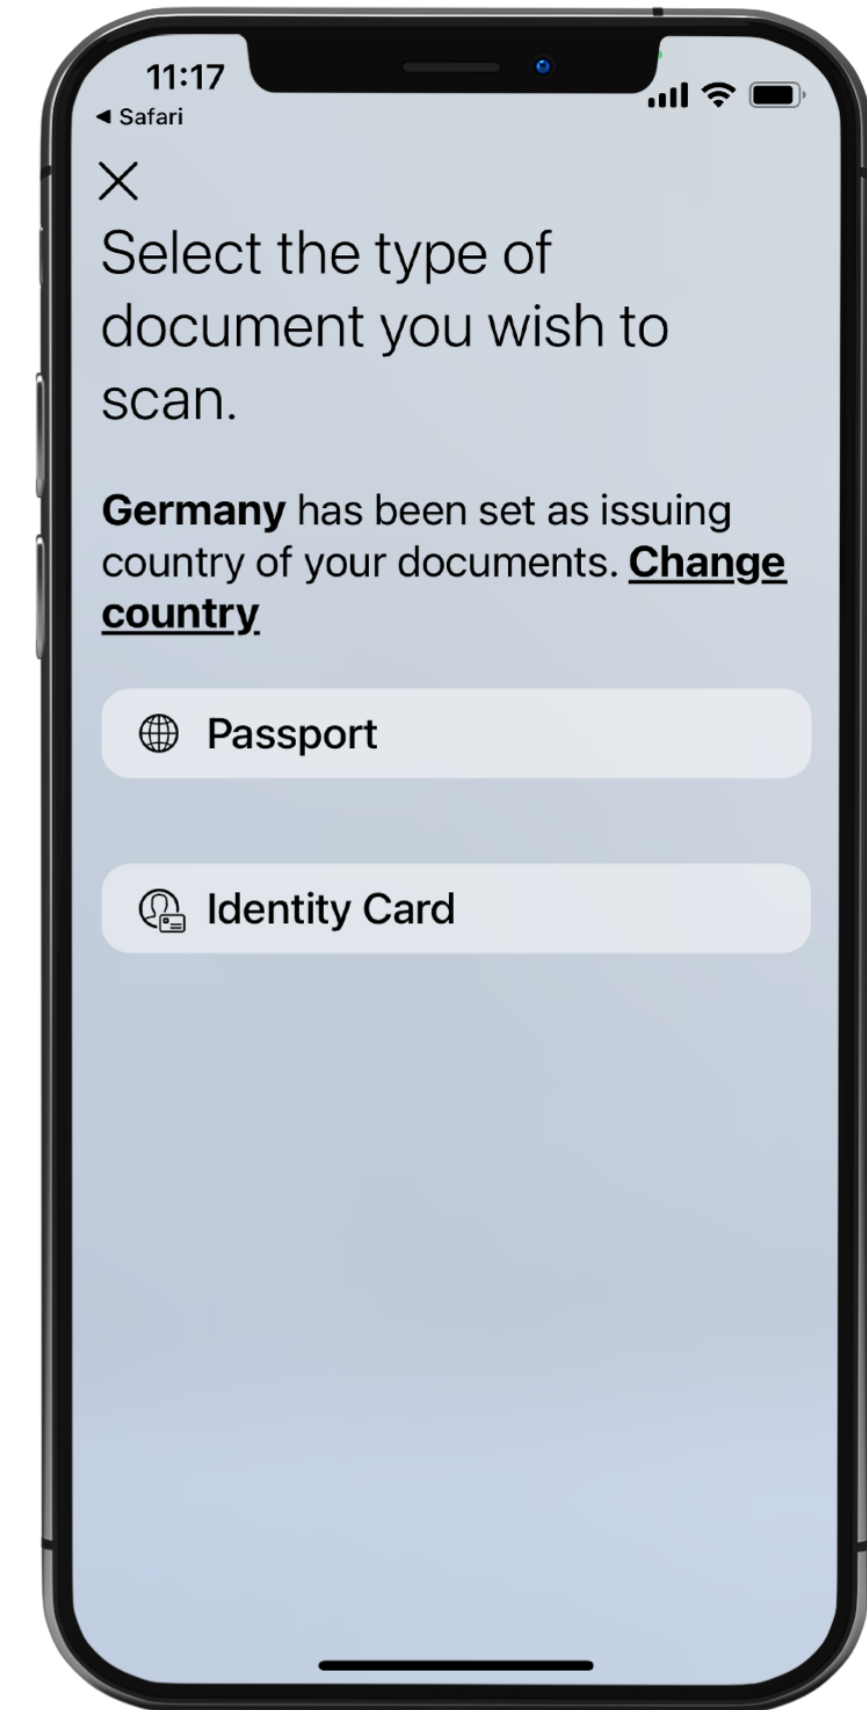 11:17
◀ Safari
Select the type of
document you wish to
scan.
Germany has been set as issuing
country of your documents. Change
country
Passport
Identity Card